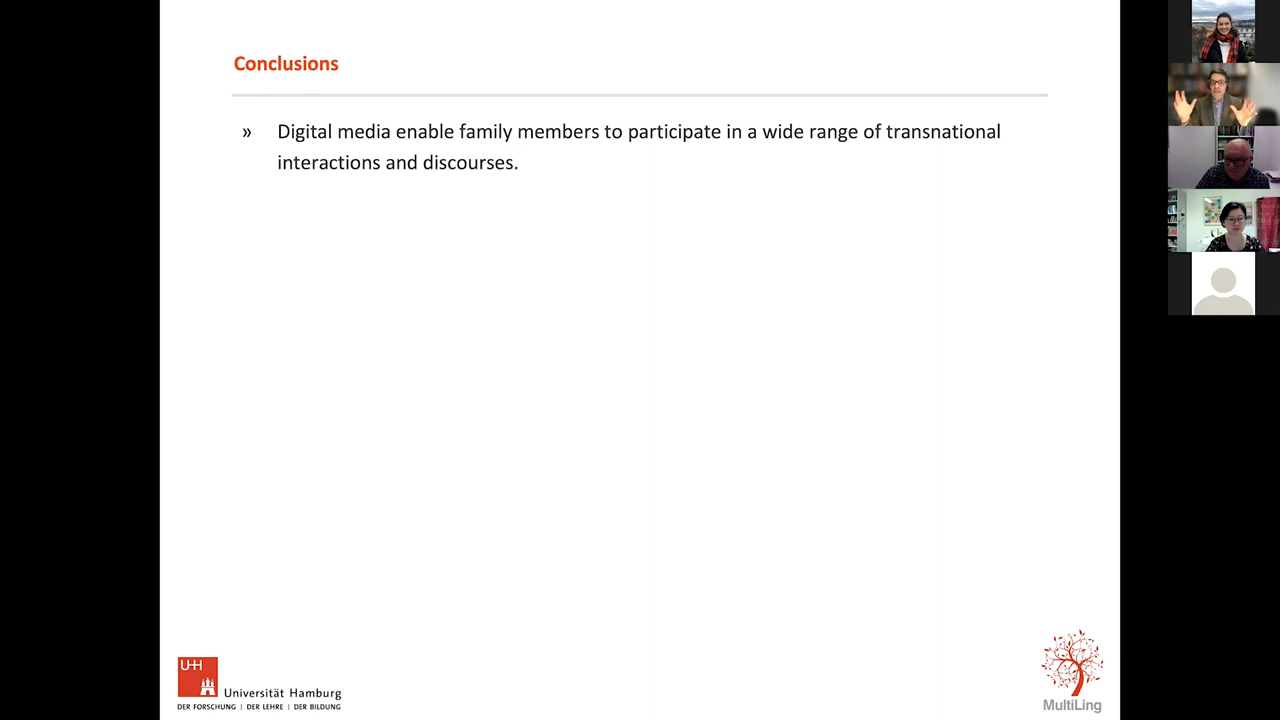 Conclusions
» Digital media enable family members to participate in a wide range of transnational
interactions and discourses.
UH
Universität Hamburg
DER FORSCHUNG | DER LEHRE | DER BILDUNG
MultiLing